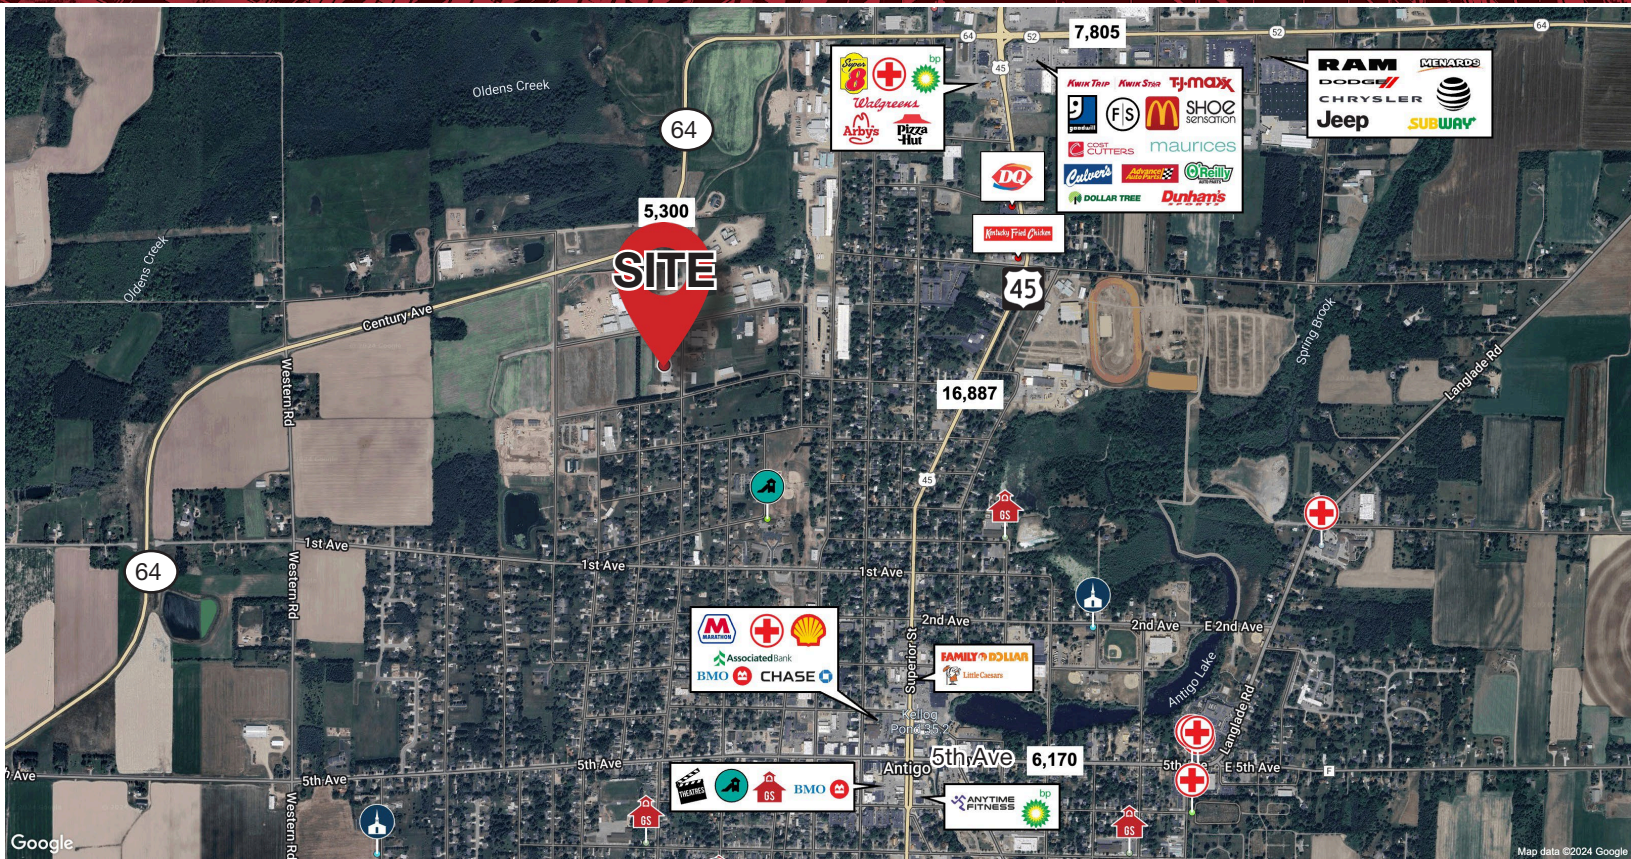 64
52
7,805
52
64
45
Super
8
bp
Walgreens
Arby's
Pizza
Hut
KWIK TRIP KWIK STAR T·J·maxx
goodwill
F|S
M
SHOE
sensation
COST
CUTTERS
maurices
Culver's
Advance
Auto Parts
O'Reilly
AUTO PARTS
DOLLAR TREE
Dunham's
SPORTS
RAM
MENARDS
DODGE
CHRYSLER
AT&T
Jeep
SUBWAY
Oldens Creek
64
DQ
5,300
SITE
Kentucky Fried Chicken
45
Oldens Creek
Century Ave
Spring Brook
Western Rd
Langlade Rd
16,887
45
GS
1st Ave
1st Ave
1st Ave
64
Western Rd
2nd Ave
2nd Ave
E 2nd Ave
M
MARATHON
Associated Bank
BMO
CHASE
Superior St
FAMILY DOLLAR
Little Caesars
Antigo Lake
Langlade Rd
Kellog
Pond 35.2
5th Ave
6,170
5th Ave
5th Ave
Antigo
E 5th Ave
F
THEATRES
GS
BMO
ANYTIME
FITNESS
bp
Western Rd
GS
GS
Google
Map data ©2024 Google